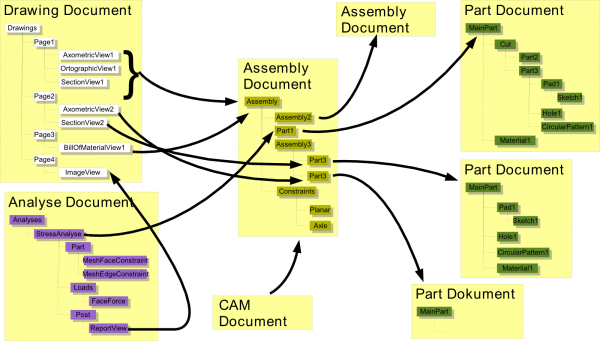 Drawing Document
Drawings
Page1
AxometricView1
OrtographicView1
SectionView1
Page2
AxometricView2
SectionView2
Page3
BillOfMaterialView1
Page4
ImageView
Analyse Document
Analyses
StressAnalyse
Part
MeshFaceConstraint
MeshEdgeConstraint
Loads
FaceForce
Post
ReportView
Assembly
Document
Assembly
Document
Assembly
Assembly2
Part1
Assembly3
Part3
Part3
Constraints
Planar
Axle
CAM
Document
Part Document
MainPart
Cut
Part2
Part3
Pad1
Sketch1
Hole1
CircularPattern1
Material1
Part Document
MainPart
Pad1
Sketch1
Hole1
CircularPattern1
Material1
Part Dokument
MainPart